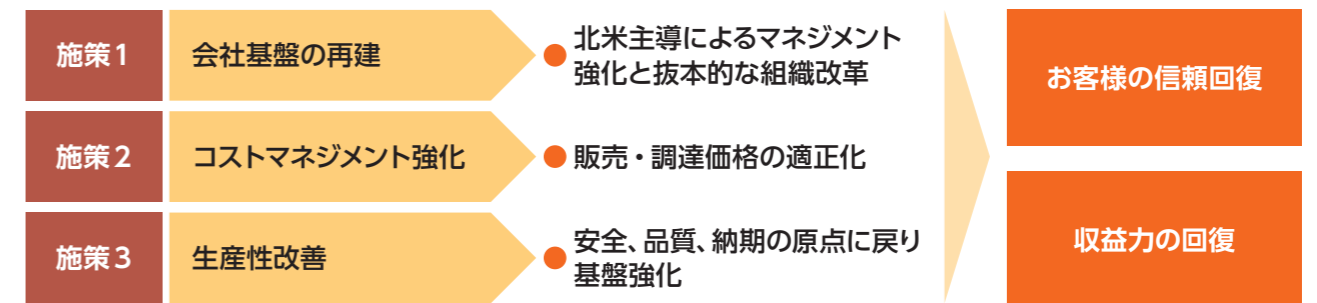 施策1
会社基盤の再建
●北米主導によるマネジメント
強化と抜本的な組織改革
施策2
コストマネジメント強化
●販売・調達価格の適正化
施策3
生産性改善
●安全、品質、納期の原点に戻り
基盤強化
お客様の信頼回復
収益力の回復